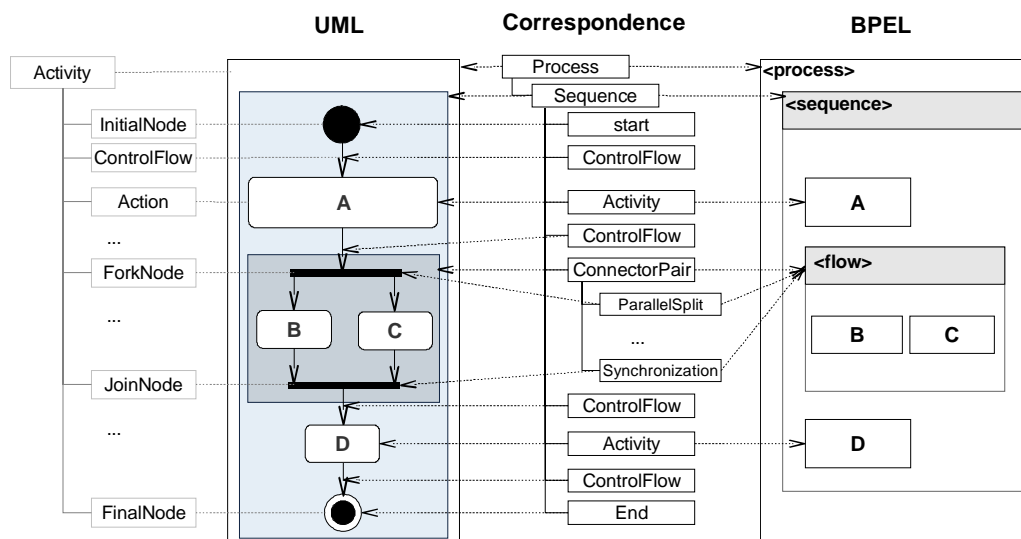 UML
Correspondence
BPEL
Activity
Process
<process>
Sequence
<sequence>
InitialNode
start
ControlFlow
ControlFlow
Action
A
Activity
A
...
ControlFlow
ForkNode
ConnectorPair
<flow>
ParallelSplit
...
B
C
...
B
C
JoinNode
Synchronization
ControlFlow
...
D
Activity
D
ControlFlow
FinalNode
End